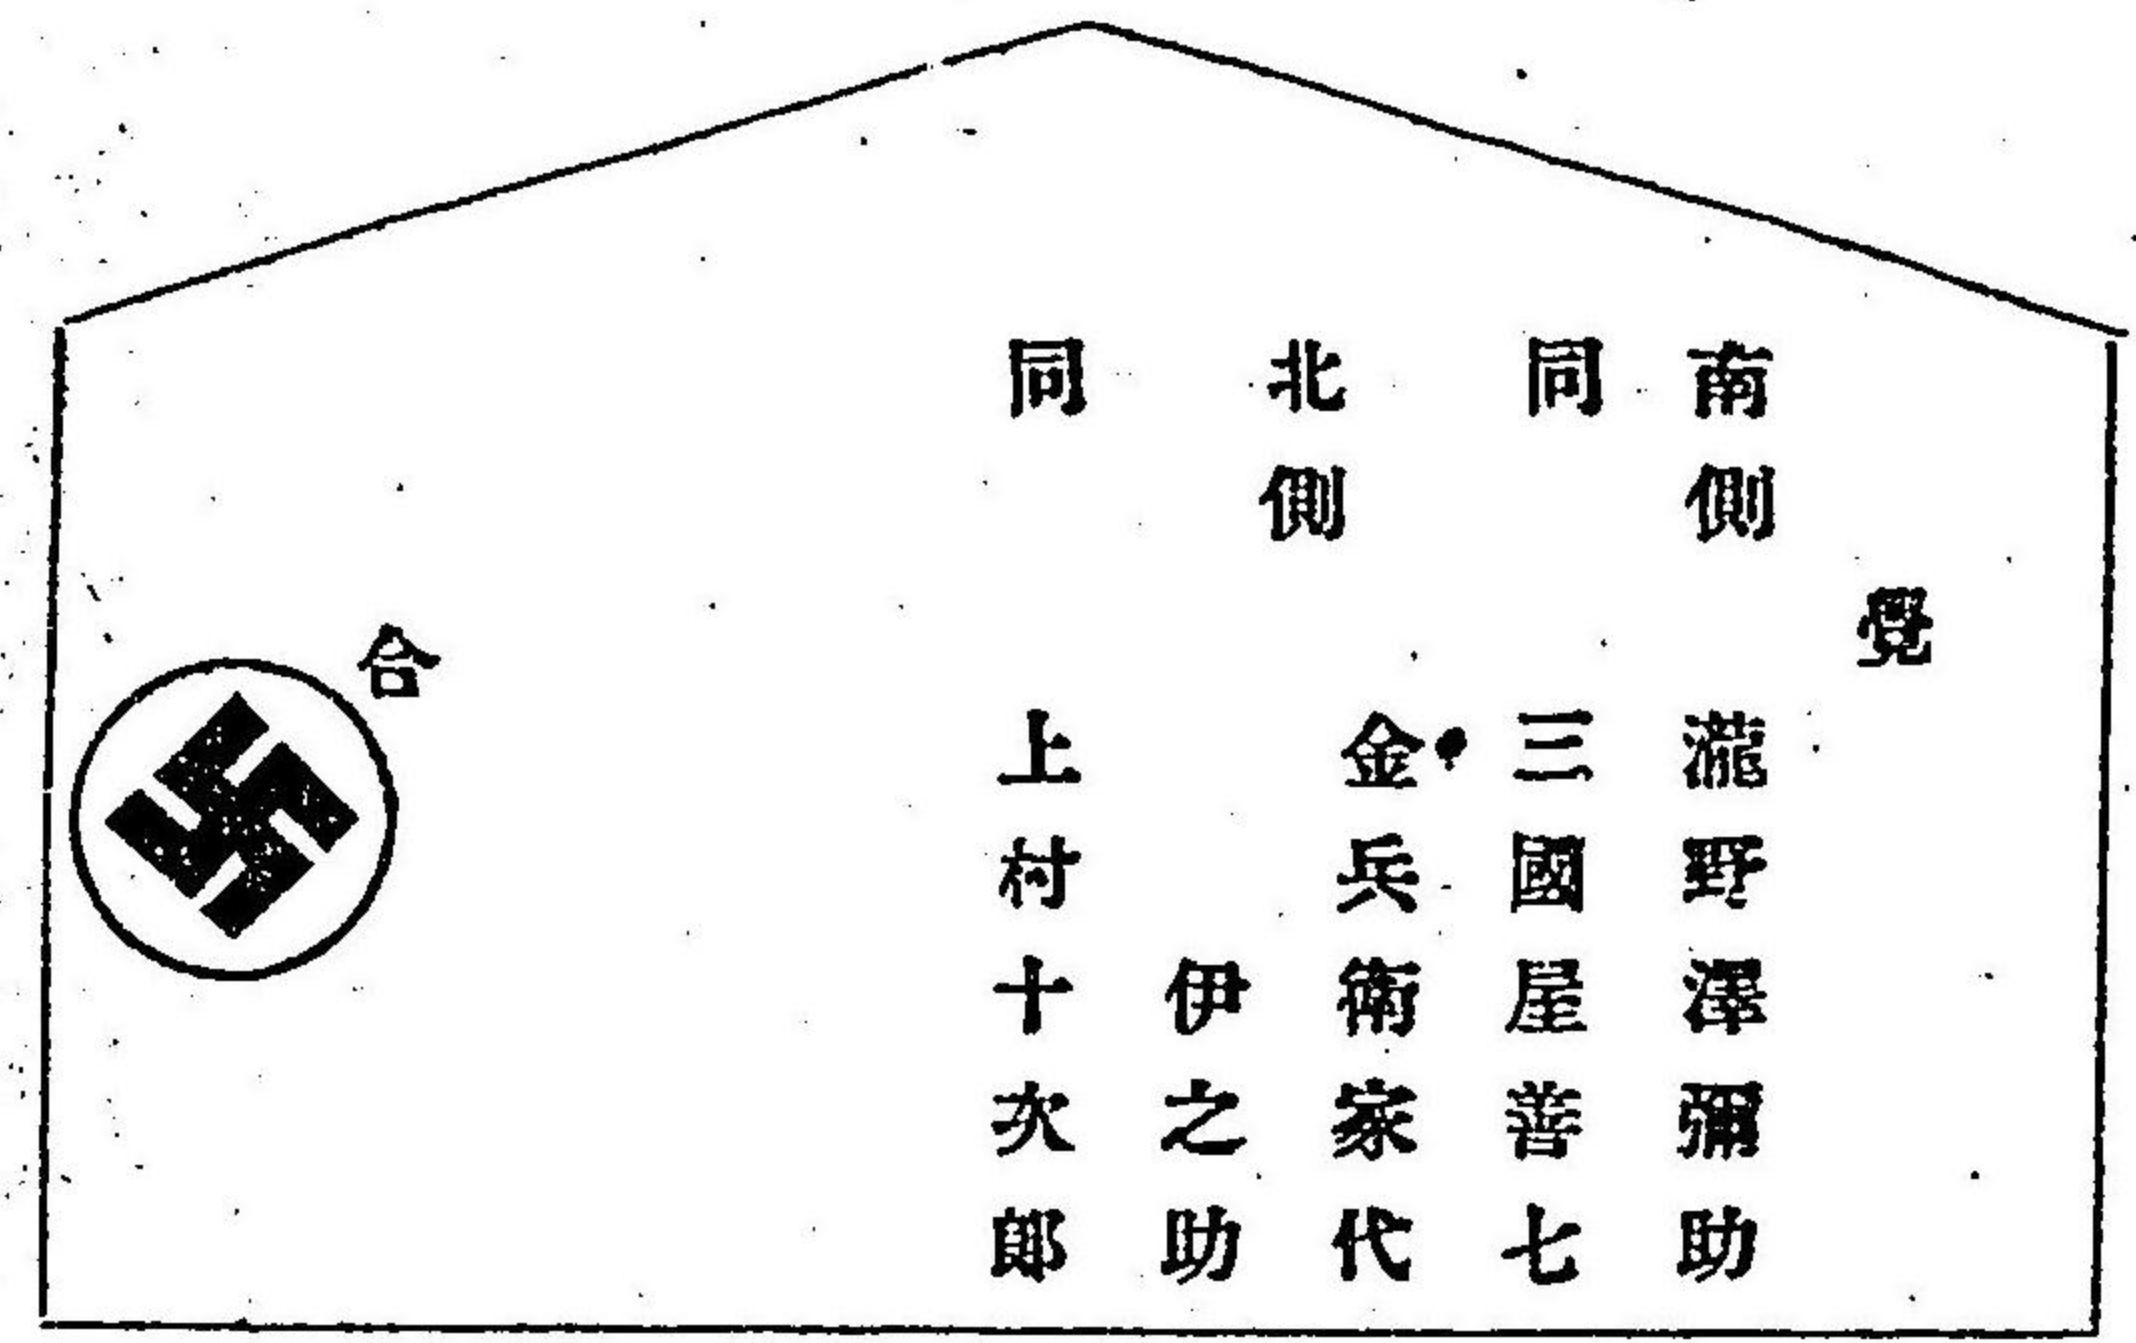 覺
南側　瀧野澤彌助
同　三國屋善七
北側　金兵衛家代
伊之助
同　上村十次郎
合